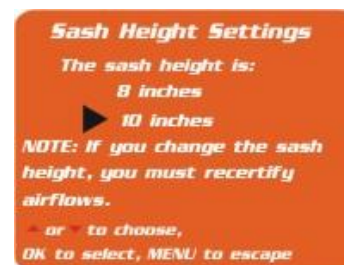 Sash Height Settings
The sash height is:
8 inches
10 inches
NOTE: If you change the sash
height, you must recertify
airflows.
or to choose,
OK to select, MENU to escape